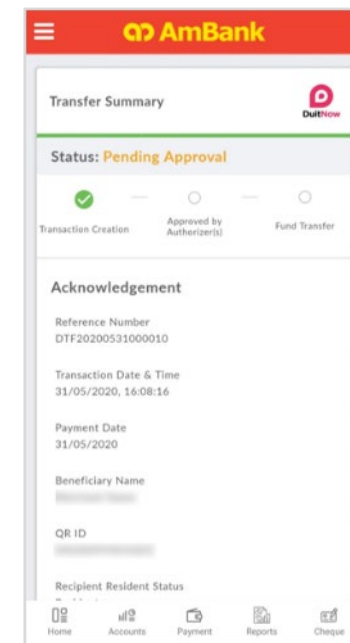 AmBank
Transfer Summary
DuitNow
Status: Pending Approval
Transaction Creation
Approved by
Authorizer(s)
Fund Transfer
Acknowledgement
Reference Number
DTF20200531000010
Transaction Date & Time
31/05/2020, 16:08:16
Payment Date
31/05/2020
Beneficiary Name
QR ID
Recipient Resident Status
Home
Accounts
Payment
Reports
Cheque